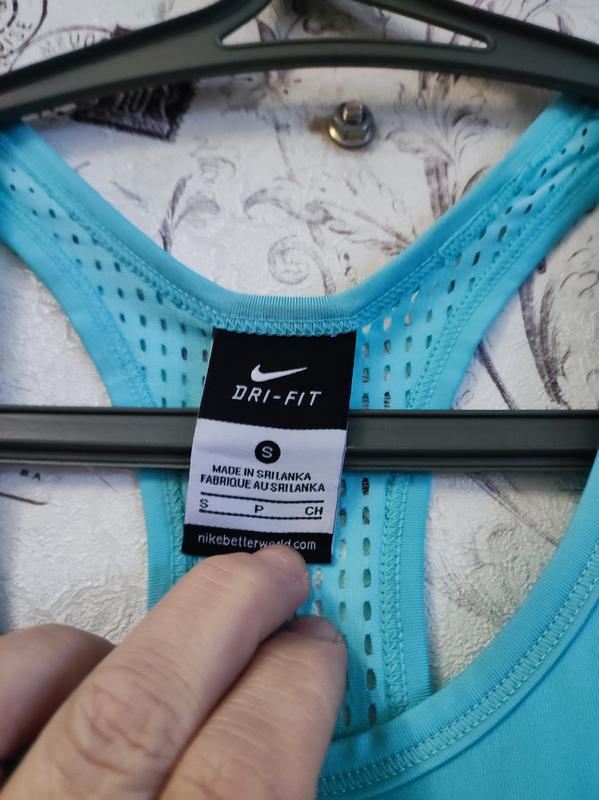 DRI-FIT
S
MADE IN SRI LANKA
FABRIQUE AU SRI LANKA
S P CH
nikebetterworld.com